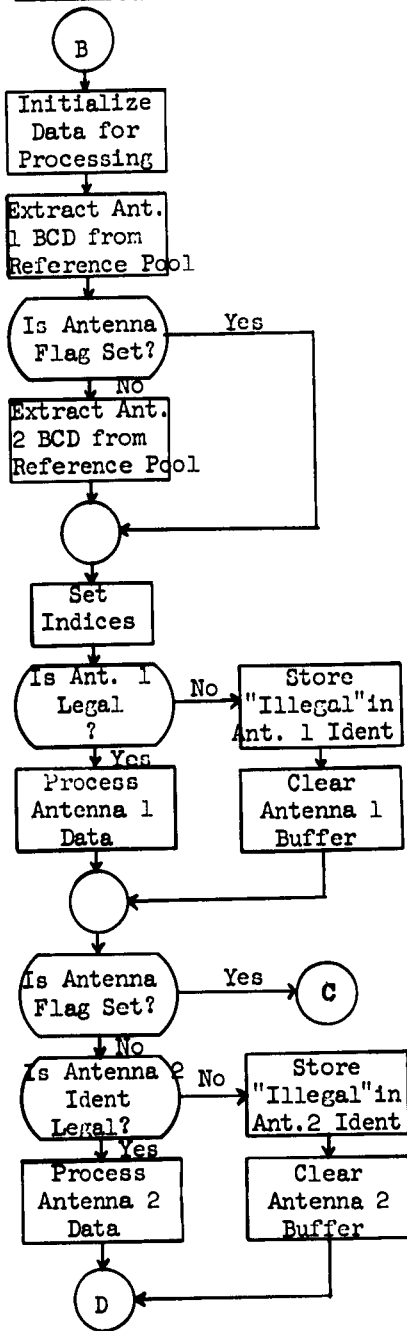 B
Initialize
Data for
Processing
Extract Ant.
1 BCD from
Reference Pool
Is Antenna
Flag Set?
Yes
No
Extract Ant.
2 BCD from
Reference Pool
Set
Indices
Is Ant. 1
Legal
?
No
Store
"Illegal"in
Ant. 1 Ident
Yes
Process
Antenna 1
Data
Clear
Antenna 1
Buffer
Is Antenna
Flag Set?
Yes
C
No
Is Antenna 2
Ident
Legal?
No
Store
"Illegal"in
Ant.2 Ident
Yes
Process
Antenna 2
Data
Clear
Antenna 2
Buffer
D